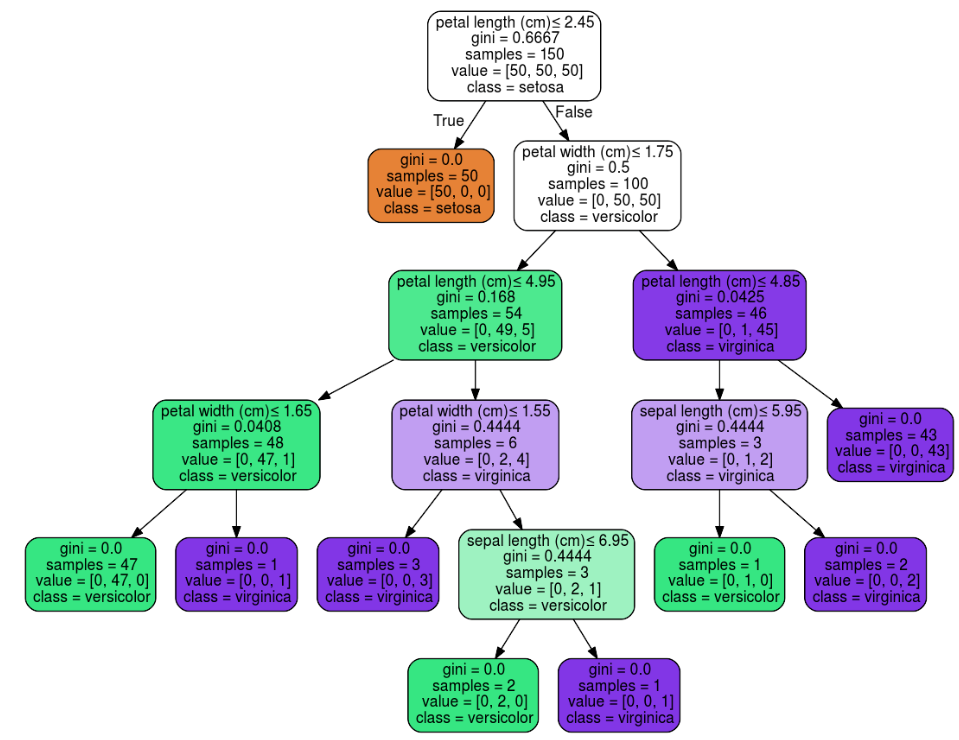 petal length (cm)≤ 2.45
gini = 0.6667
samples = 150
value = [50, 50, 50]
class = setosa
True
False
gini = 0.0
samples = 50
value = [50, 0, 0]
class = setosa
petal width (cm)≤ 1.75
gini = 0.5
samples = 100
value = [0, 50, 50]
class = versicolor
petal length (cm)≤ 4.95
gini = 0.168
samples = 54
value = [0, 49, 5]
class = versicolor
petal length (cm)≤ 4.85
gini = 0.0425
samples = 46
value = [0, 1, 45]
class = virginica
petal width (cm)≤ 1.65
gini = 0.0408
samples = 48
value = [0, 47, 1]
class = versicolor
petal width (cm)≤ 1.55
gini = 0.4444
samples = 6
value = [0, 2, 4]
class = virginica
sepal length (cm)≤ 5.95
gini = 0.4444
samples = 3
value = [0, 1, 2]
class = virginica
gini = 0.0
samples = 43
value = [0, 0, 43]
class = virginica
gini = 0.0
samples = 47
value = [0, 47, 0]
class = versicolor
gini = 0.0
samples = 1
value = [0, 0, 1]
class = virginica
gini = 0.0
samples = 3
value = [0, 0, 3]
class = virginica
sepal length (cm)≤ 6.95
gini = 0.4444
samples = 3
value = [0, 2, 1]
class = versicolor
gini = 0.0
samples = 1
value = [0, 1, 0]
class = versicolor
gini = 0.0
samples = 2
value = [0, 0, 2]
class = virginica
gini = 0.0
samples = 2
value = [0, 2, 0]
class = versicolor
gini = 0.0
samples = 1
value = [0, 0, 1]
class = virginica